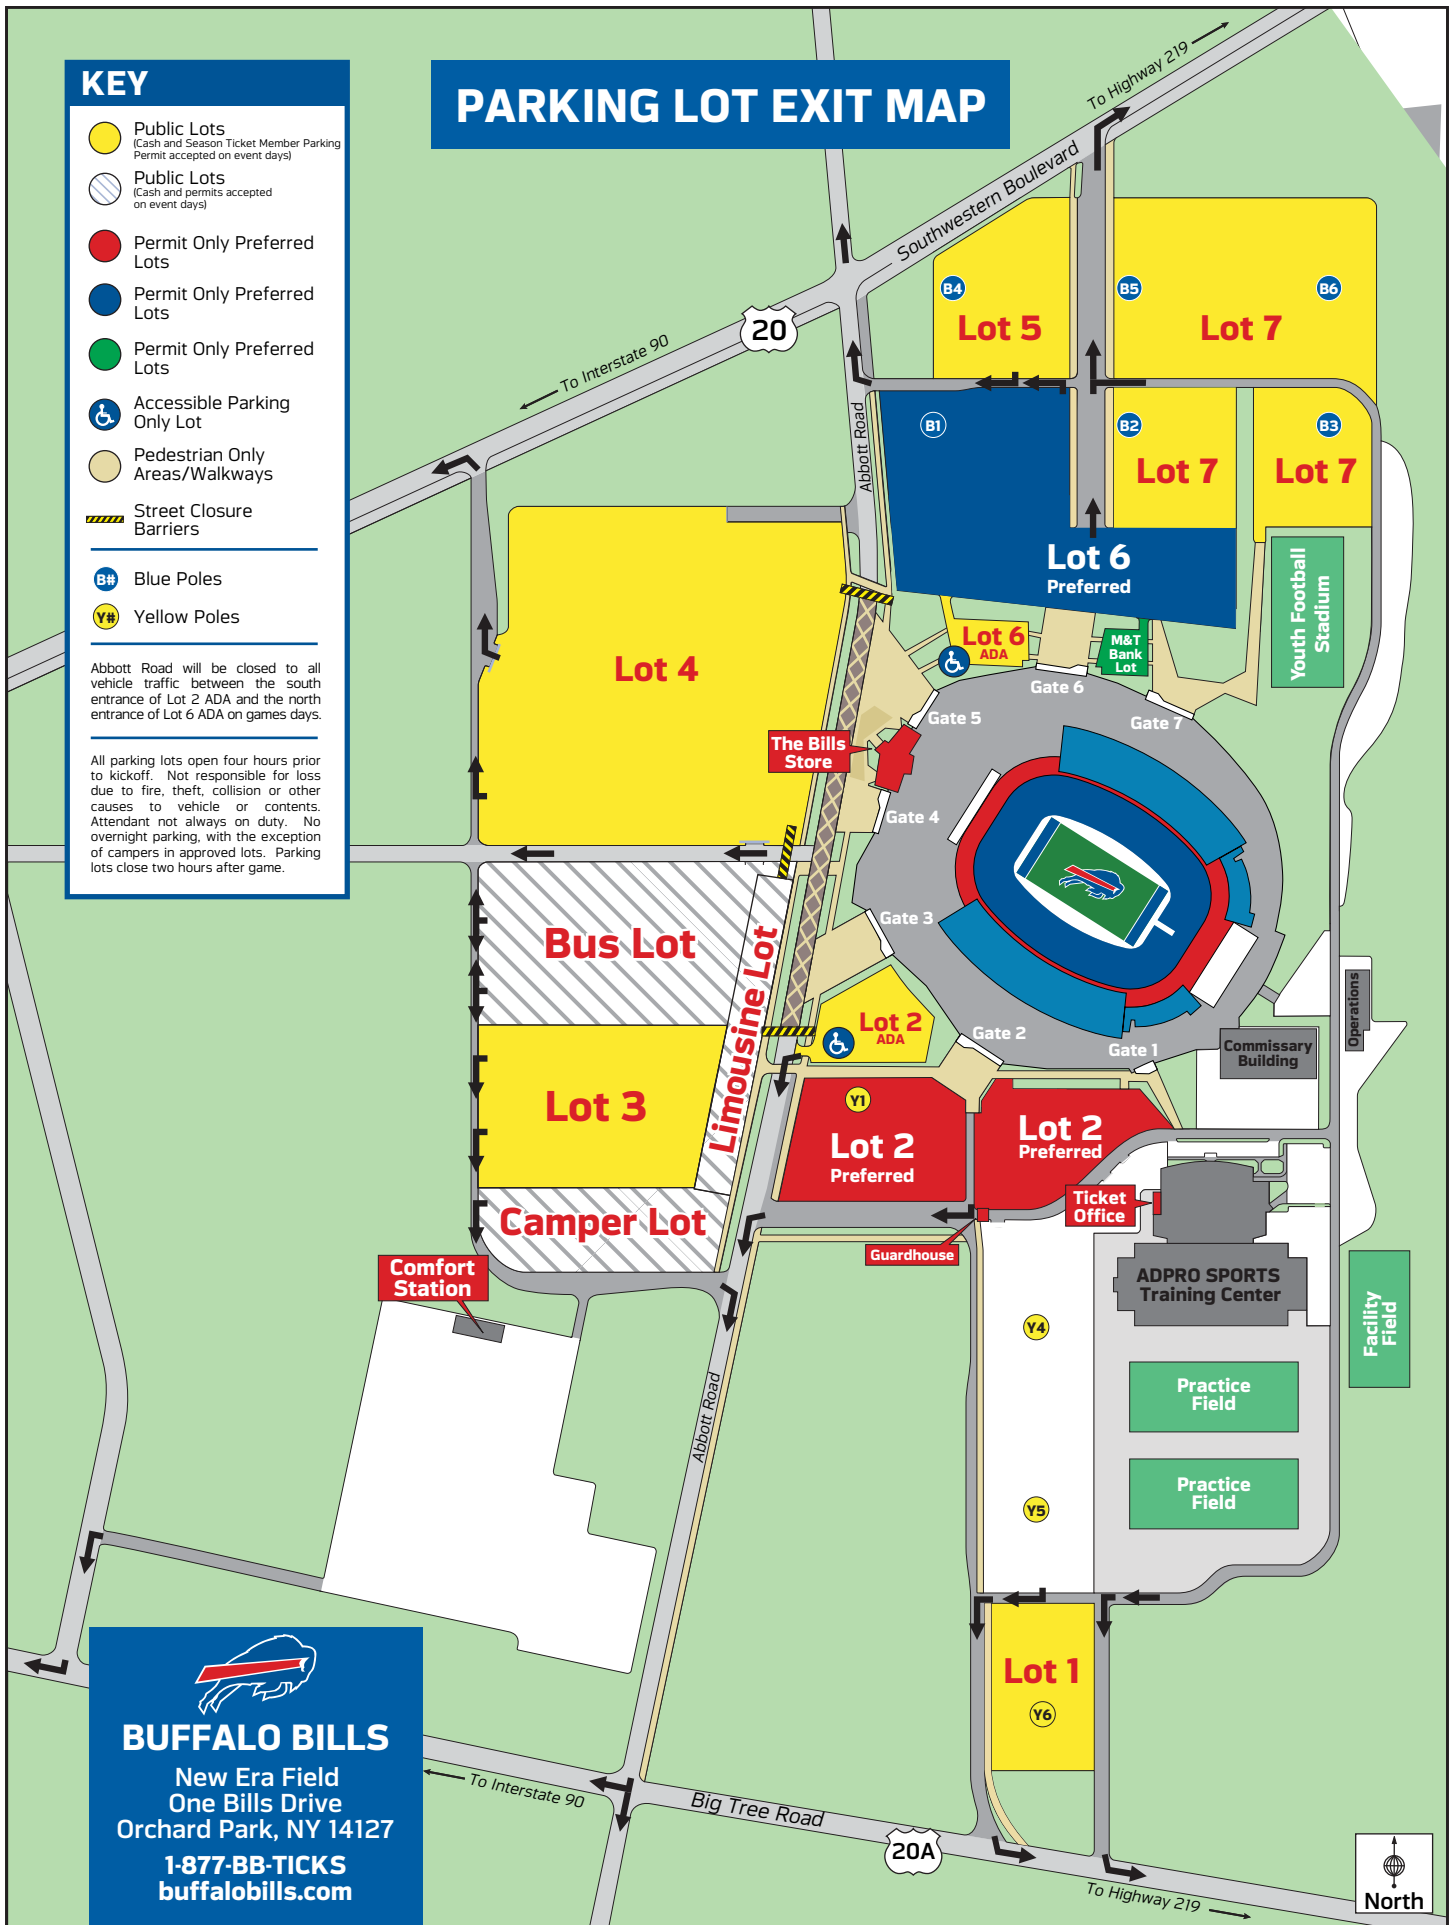 KEY
Public Lots
(Cash and Season Ticket Member Parking
Permit accepted on event days)
Public Lots
(Cash and permits accepted
on event days)
Permit Only Preferred
Lots
Permit Only Preferred
Lots
Permit Only Preferred
Lots
Accessible Parking
Only Lot
Pedestrian Only
Areas/Walkways
Street Closure
Barriers
B# Blue Poles
Y# Yellow Poles
Abbott Road will be closed to all
vehicle traffic between the south
entrance of Lot 2 ADA and the north
entrance of Lot 6 ADA on games days.
All parking lots open four hours prior
to kickoff. Not responsible for loss
due to fire, theft, collision or other
causes to vehicle or contents.
Attendant not always on duty. No
overnight parking, with the exception
of campers in approved lots. Parking
lots close two hours after game.
PARKING LOT EXIT MAP
To Highway 219
Southwestern Boulevard
20
To Interstate 90
Abbott Road
B4
Lot 5
B5
B6
Lot 7
B1
B2
Lot 7
B3
Lot 7
Lot 6
Preferred
Youth Football
Stadium
Lot 4
Lot 6
ADA
M&T
Bank
Lot
Gate 6
Gate 5
Gate 7
The Bills
Store
Gate 4
Gate 3
Bus Lot
Limousine Lot
Lot 2
ADA
Gate 2
Gate 1
Commissary
Building
Operations
Lot 3
Y1
Lot 2
Preferred
Lot 2
Preferred
Camper Lot
Ticket
Office
Guardhouse
Comfort
Station
ADPRO SPORTS
Training Center
Facility
Field
Y4
Practice
Field
Abbott Road
Y5
Practice
Field
Lot 1
Y6
BUFFALO BILLS
New Era Field
One Bills Drive
Orchard Park, NY 14127
1-877-BB-TICKS
buffalobills.com
To Interstate 90
Big Tree Road
20A
To Highway 219
North